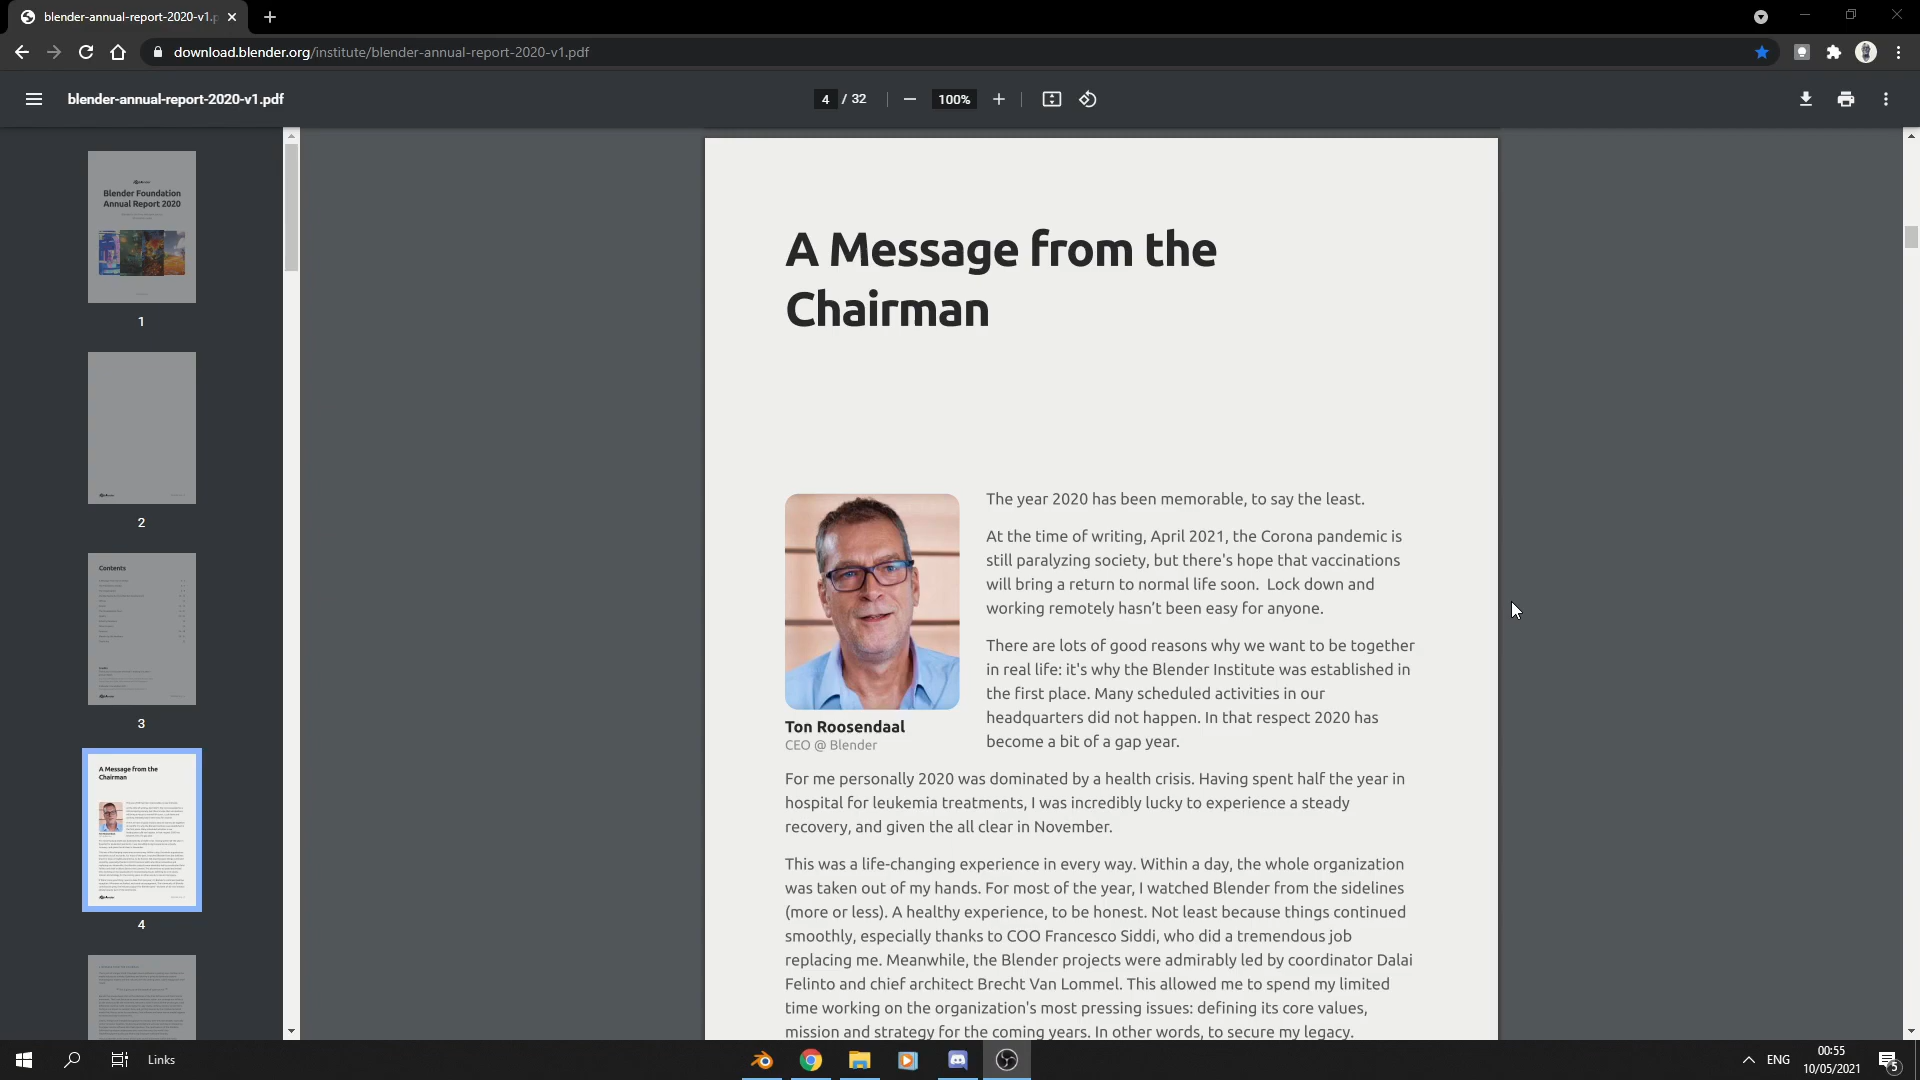 blender-annual-report-2020-v1.p
download.blender.org/institute/blender-annual-report-2020-v1.pdf
blender-annual-report-2020-v1.pdf
4 / 32
100%
Blender Foundation
Annual Report 2020
1
2
Contents
3
A Message from the
Chairman
4
A Message from the
Chairman
The year 2020 has been memorable, to say the least.
At the time of writing, April 2021, the Corona pandemic is
still paralyzing society, but there's hope that vaccinations
will bring a return to normal life soon. Lock down and
working remotely hasn't been easy for anyone.
There are lots of good reasons why we want to be together
in real life: it's why the Blender Institute was established in
the first place. Many scheduled activities in our
headquarters did not happen. In that respect 2020 has
become a bit of a gap year.
Ton Roosendaal
CEO @ Blender
For me personally 2020 was dominated by a health crisis. Having spent half the year in
hospital for leukemia treatments, I was incredibly lucky to experience a steady
recovery, and given the all clear in November.
This was a life-changing experience in every way. Within a day, the whole organization
was taken out of my hands. For most of the year, I watched Blender from the sidelines
(more or less). A healthy experience, to be honest. Not least because things continued
smoothly, especially thanks to COO Francesco Siddi, who did a tremendous job
replacing me. Meanwhile, the Blender projects were admirably led by coordinator Dalai
Felinto and chief architect Brecht Van Lommel. This allowed me to spend my limited
time working on the organization's most pressing issues: defining its core values,
mission and strategy for the coming years. In other words, to secure my legacy.
Links
ENG
00:55
10/05/2021
5